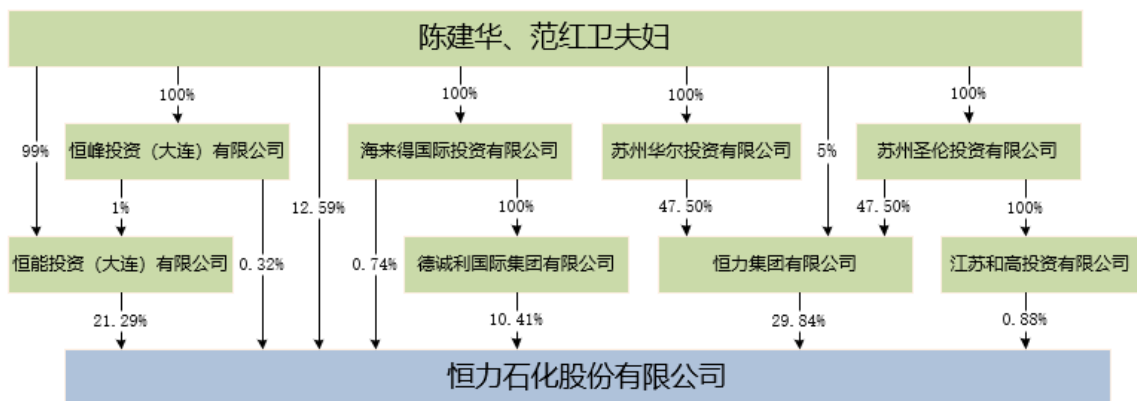 陈建华、范红卫夫妇
100%
100%
100%
100%
99%
恒峰投资（大连）有限公司
海来得国际投资有限公司
苏州华尔投资有限公司
5%
苏州圣伦投资有限公司
1%
12.59%
100%
47.50%
47.50%
100%
恒能投资（大连）有限公司
0.32%
0.74%
德诚利国际集团有限公司
恒力集团有限公司
江苏和高投资有限公司
21.29%
10.41%
29.84%
0.88%
恒力石化股份有限公司